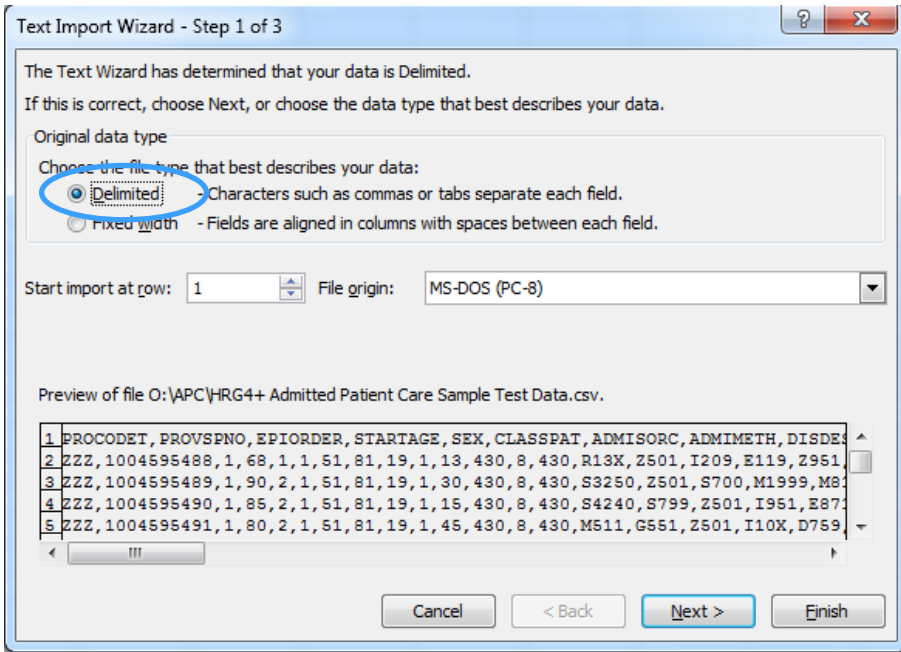 Text Import Wizard - Step 1 of 3
The Text Wizard has determined that your data is Delimited.
If this is correct, choose Next, or choose the data type that best describes your data.
Original data type
Choose the file type that best describes your data:
Delimited - Characters such as commas or tabs separate each field.
Fixed width - Fields are aligned in columns with spaces between each field.
Start import at row: 1 File origin: MS-DOS (PC-8)
Preview of file O:\APC\HRG4+ Admitted Patient Care Sample Test Data.csv.
1 PROCODET,PROVSPNO,EPIORDER,STARTAGE,SEX,CLASSPAT,ADMISORC,ADMIMETH,DISDES
2 ZZZ,1004595488,1,68,1,1,51,81,19,1,13,430,8,430,R13X,Z501,I209,E119,Z951,
3 ZZZ,1004595489,1,90,2,1,51,81,19,1,30,430,8,430,S3250,Z501,S700,M1999,M81
4 ZZZ,1004595490,1,85,2,1,51,81,19,1,15,430,8,430,S4240,S799,Z501,I951,E871
5 ZZZ,1004595491,1,80,2,1,51,81,19,1,45,430,8,430,M511,G551,Z501,I10X,D759,
Cancel < Back Next > Finish